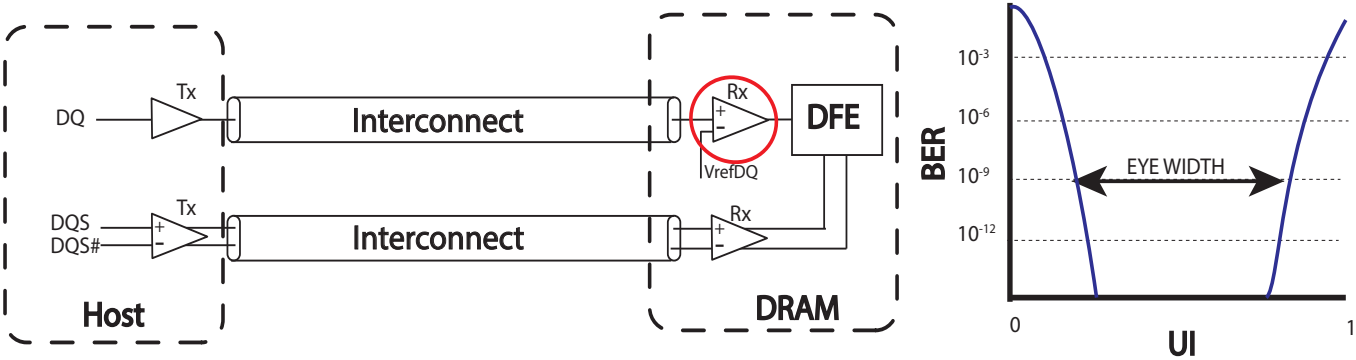 Tx
DQ
Interconnect
Rx
+
-
VrefDQ
DFE
DQS
DQS#
Tx
+
-
Interconnect
Rx
+
-
Host
DRAM
BER
10-3
10-6
10-9
10-12
EYE WIDTH
0
1
UI